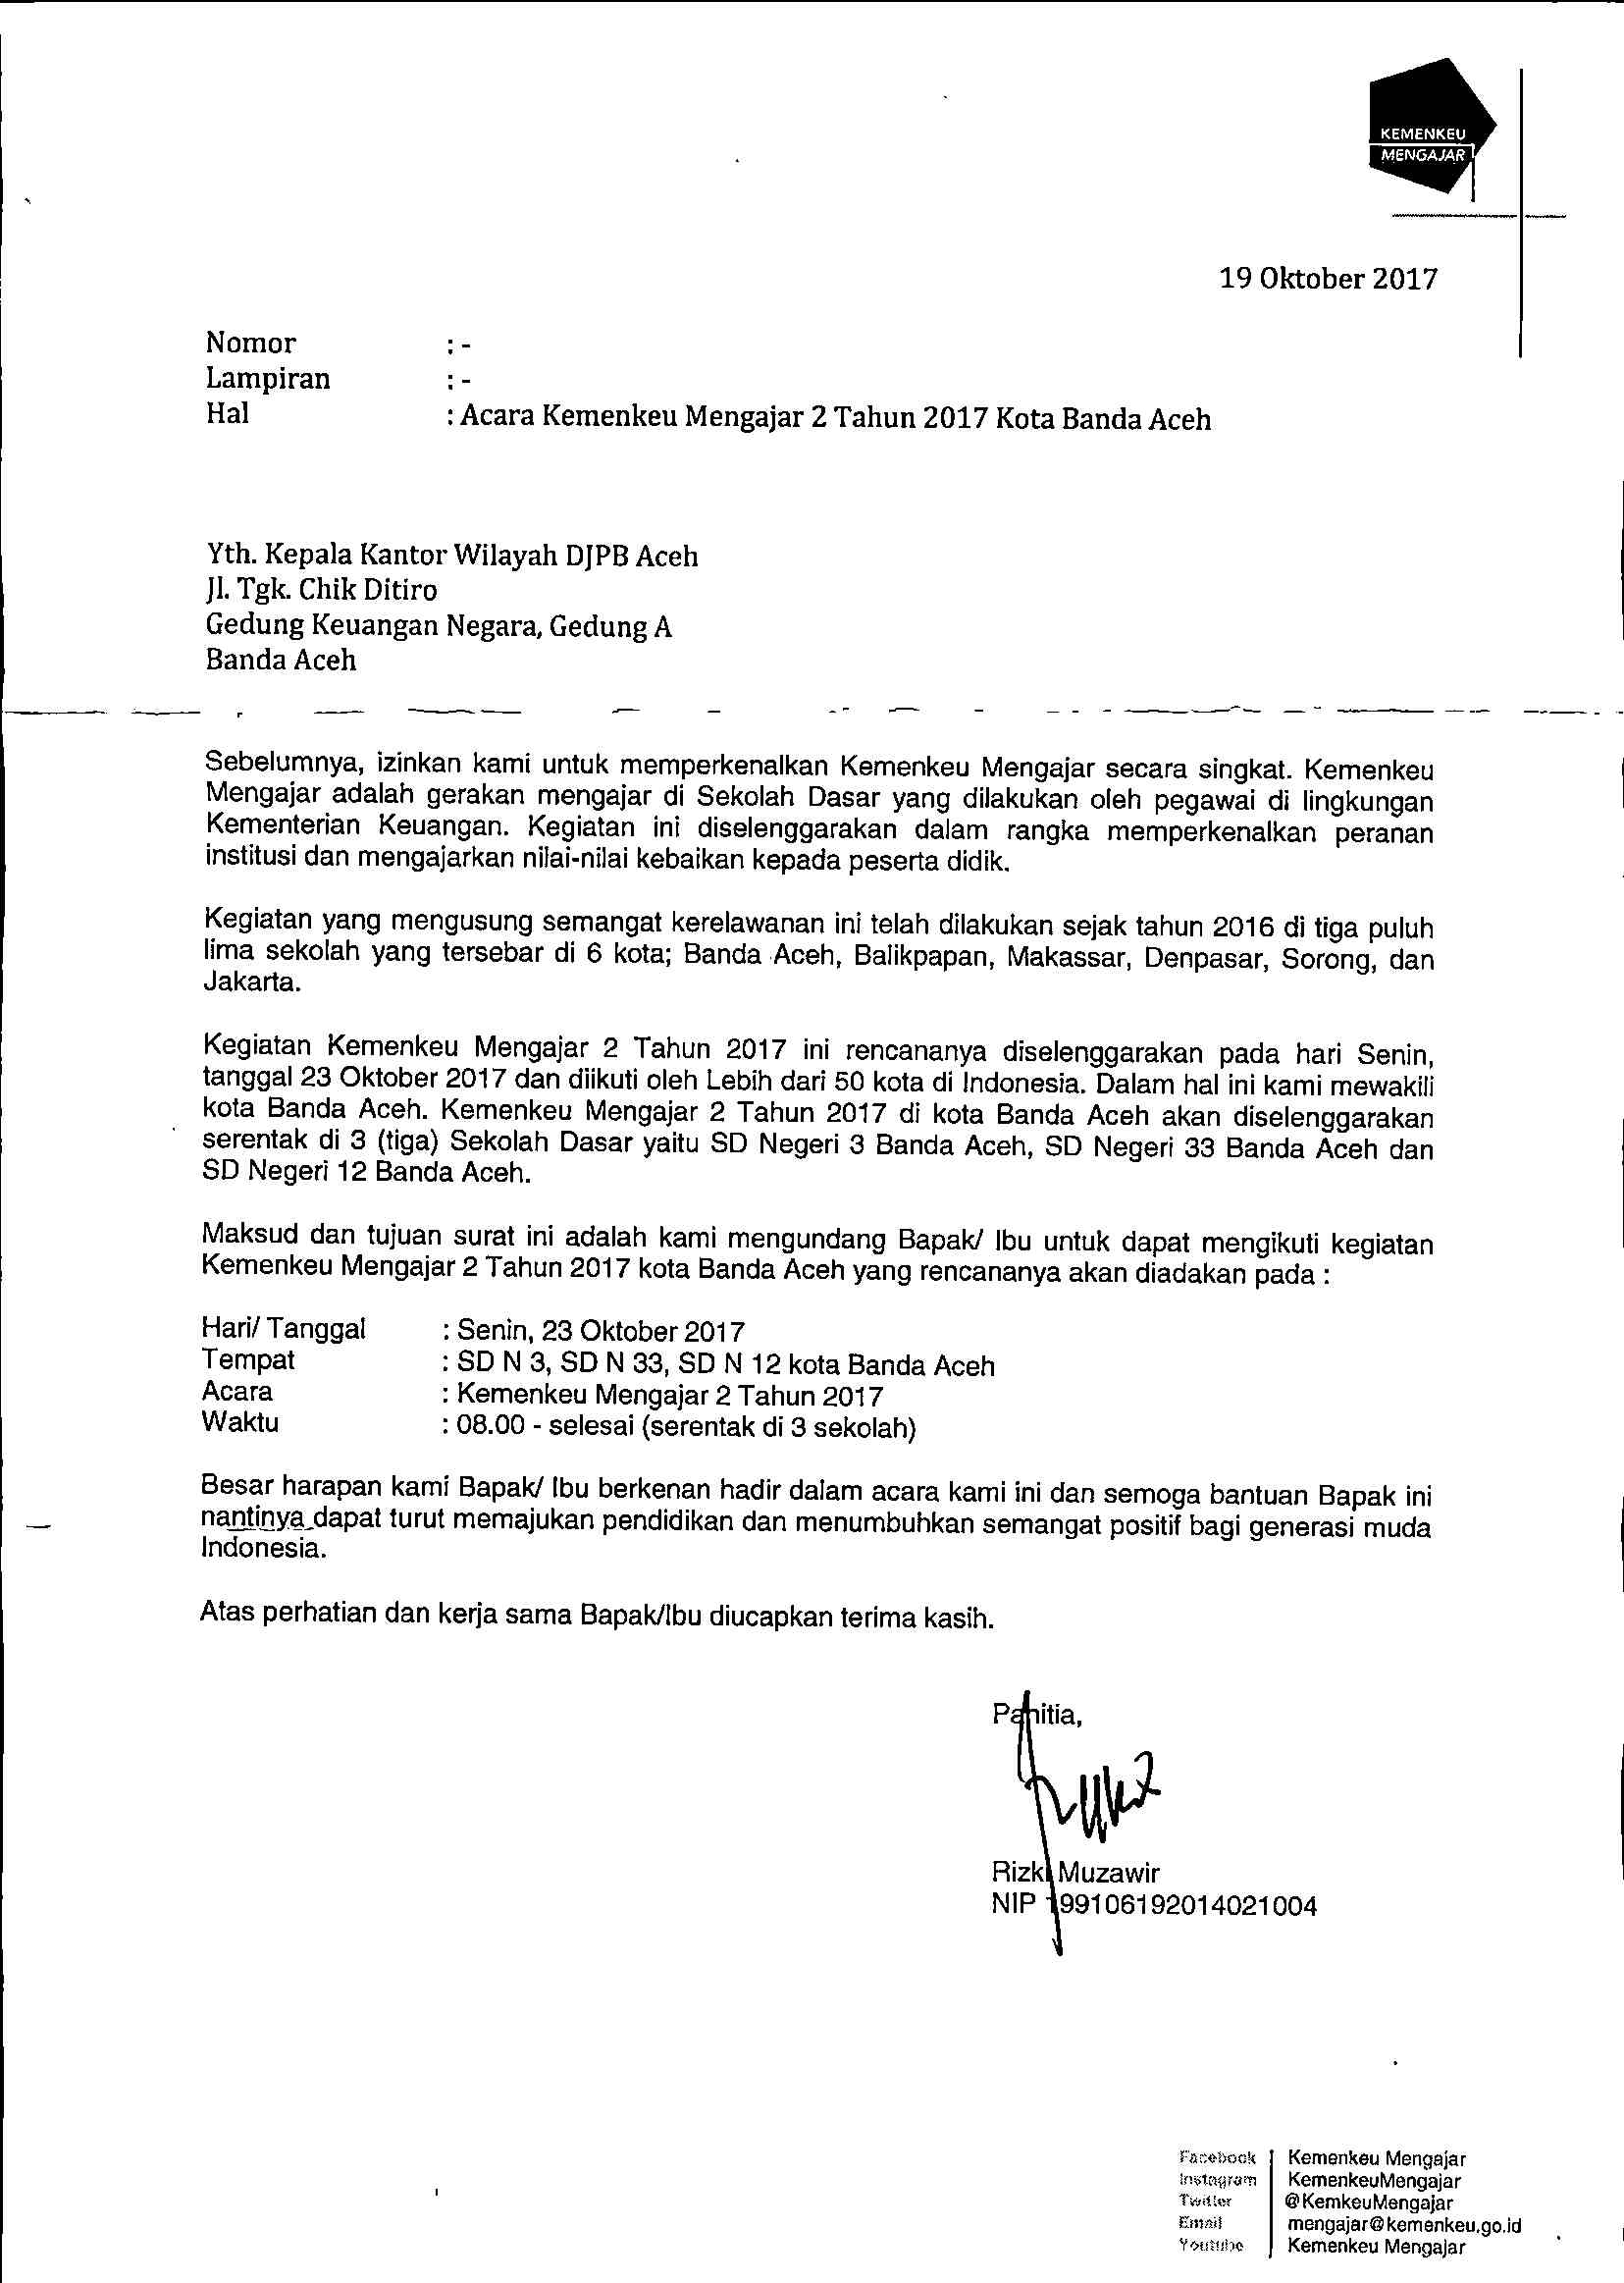 KEMENKEU
MENGAJAR
19 Oktober 2017
Nomor : -
Lampiran : -
Hal : Acara Kemenkeu Mengajar 2 Tahun 2017 Kota Banda Aceh
Yth. Kepala Kantor Wilayah DJPB Aceh
Jl. Tgk. Chik Ditiro
Gedung Keuangan Negara, Gedung A
Banda Aceh
Sebelumnya, izinkan kami untuk memperkenalkan Kemenkeu Mengajar secara singkat. Kemenkeu
Mengajar adalah gerakan mengajar di Sekolah Dasar yang dilakukan oleh pegawai di lingkungan
Kementerian Keuangan. Kegiatan ini diselenggarakan dalam rangka memperkenalkan peranan
institusi dan mengajarkan nilai-nilai kebaikan kepada peserta didik.
Kegiatan yang mengusung semangat kerelawanan ini telah dilakukan sejak tahun 2016 di tiga puluh
lima sekolah yang tersebar di 6 kota; Banda Aceh, Balikpapan, Makassar, Denpasar, Sorong, dan
Jakarta.
Kegiatan Kemenkeu Mengajar 2 Tahun 2017 ini rencananya diselenggarakan pada hari Senin,
tanggal 23 Oktober 2017 dan diikuti oleh Lebih dari 50 kota di Indonesia. Dalam hal ini kami mewakili
kota Banda Aceh. Kemenkeu Mengajar 2 Tahun 2017 di kota Banda Aceh akan diselenggarakan
serentak di 3 (tiga) Sekolah Dasar yaitu SD Negeri 3 Banda Aceh, SD Negeri 33 Banda Aceh dan
SD Negeri 12 Banda Aceh.
Maksud dan tujuan surat ini adalah kami mengundang Bapak/ Ibu untuk dapat mengikuti kegiatan
Kemenkeu Mengajar 2 Tahun 2017 kota Banda Aceh yang rencananya akan diadakan pada :
Hari/ Tanggal : Senin, 23 Oktober 2017
Tempat : SD N 3, SD N 33, SD N 12 kota Banda Aceh
Acara : Kemenkeu Mengajar 2 Tahun 2017
Waktu : 08.00 - selesai (serentak di 3 sekolah)
Besar harapan kami Bapak/ Ibu berkenan hadir dalam acara kami ini dan semoga bantuan Bapak ini
nantinya dapat turut memajukan pendidikan dan menumbuhkan semangat positif bagi generasi muda
Indonesia.
Atas perhatian dan kerja sama Bapak/Ibu diucapkan terima kasih.
Panitia,
Rizki Muzawir
NIP 199106192014021004
Facebook Kemenkeu Mengajar
Instagram KemenkeuMengajar
Twitter @KemkeuMengajar
Email mengajar@kemenkeu.go.id
Youtube Kemenkeu Mengajar